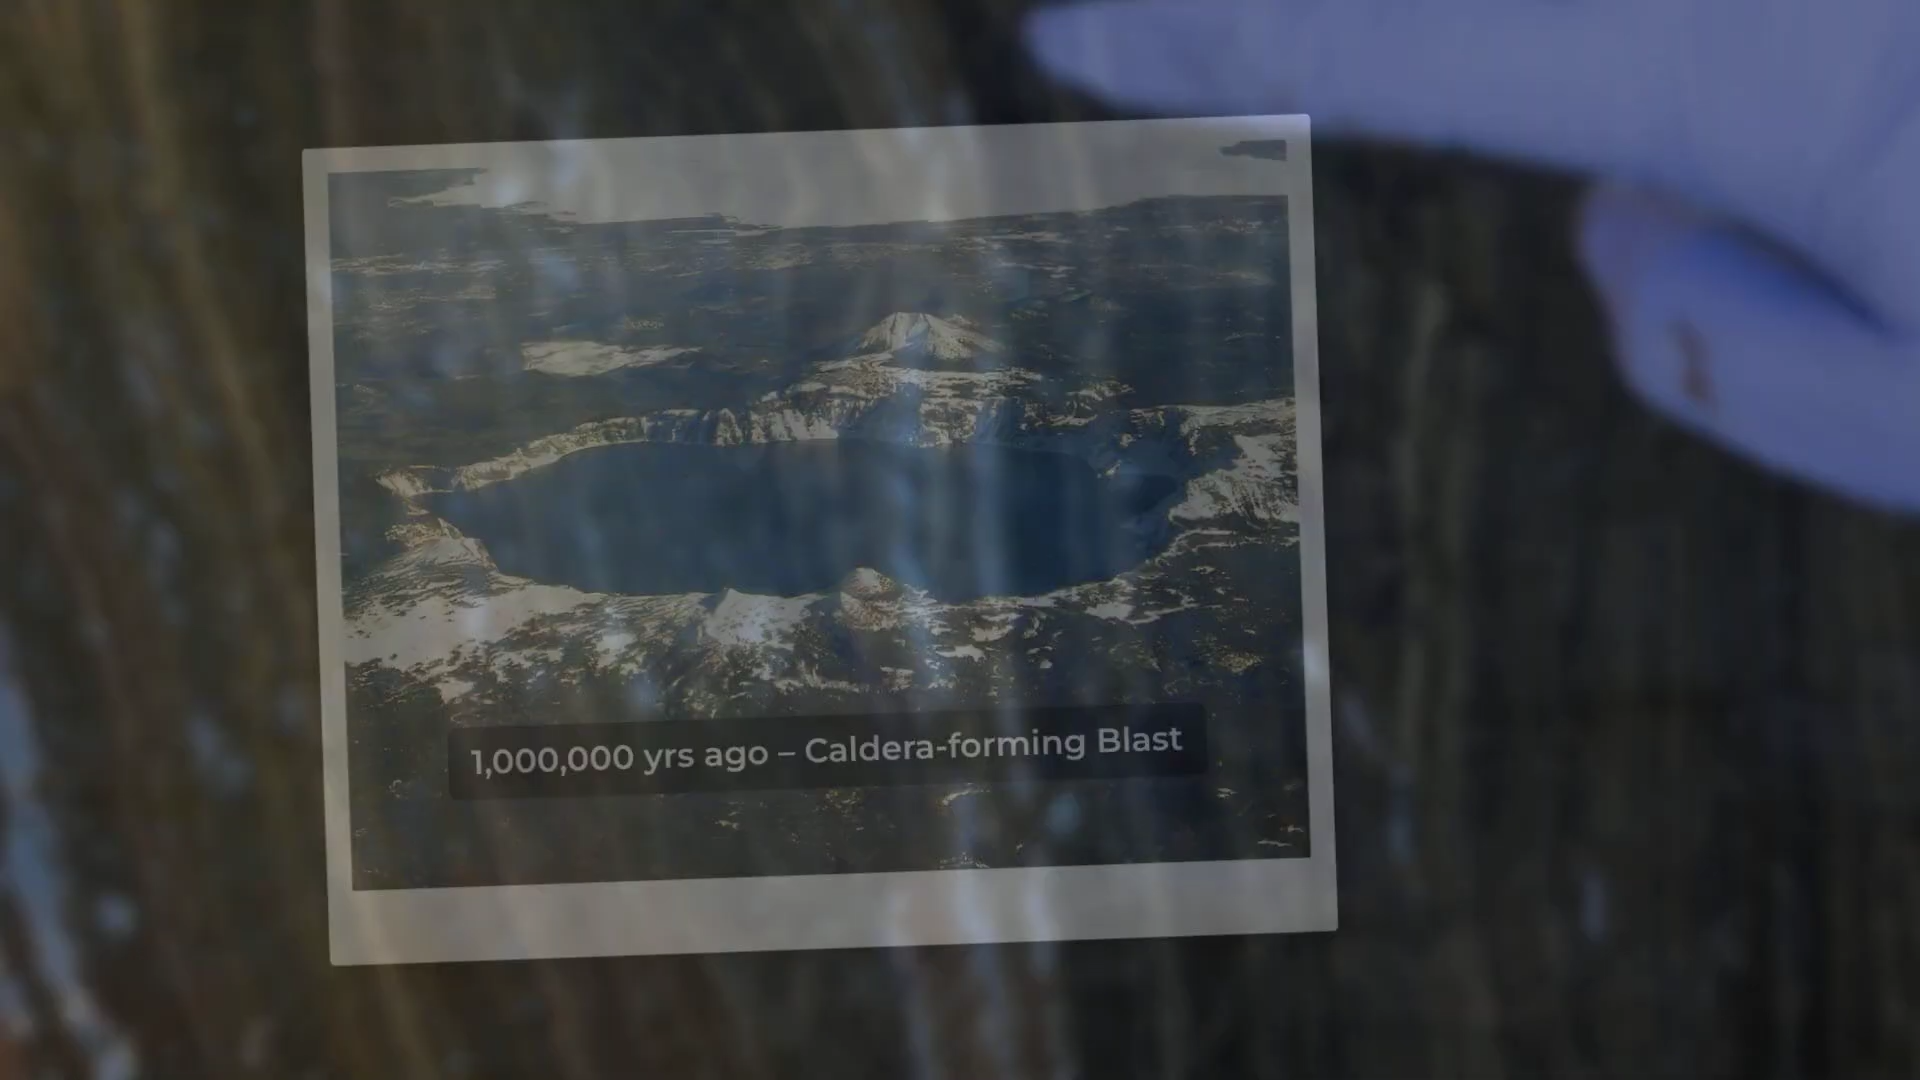 1,000,000 yrs ago – Caldera-forming Blast